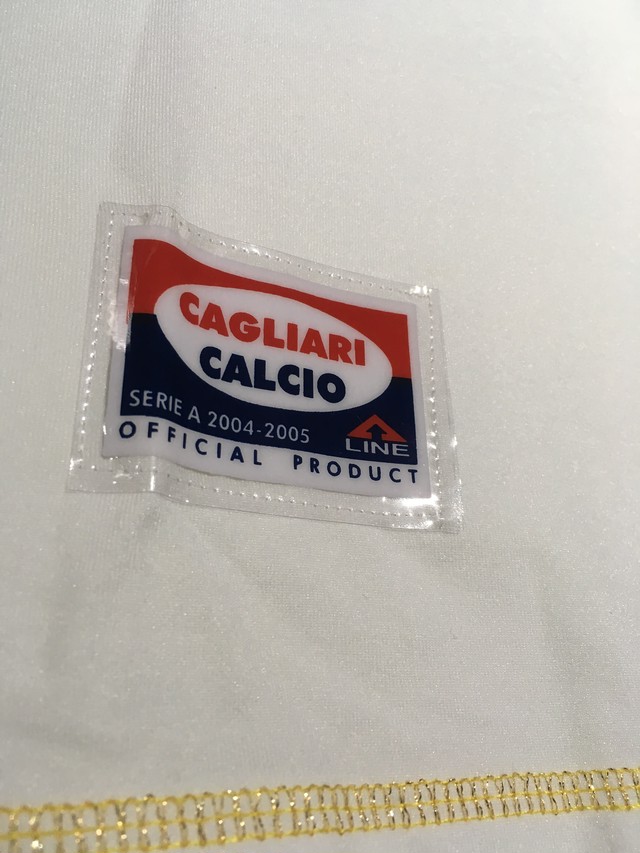 CAGLIARI
CALCIO
SERIE A 2004-2005
LINE
OFFICIAL PRODUCT